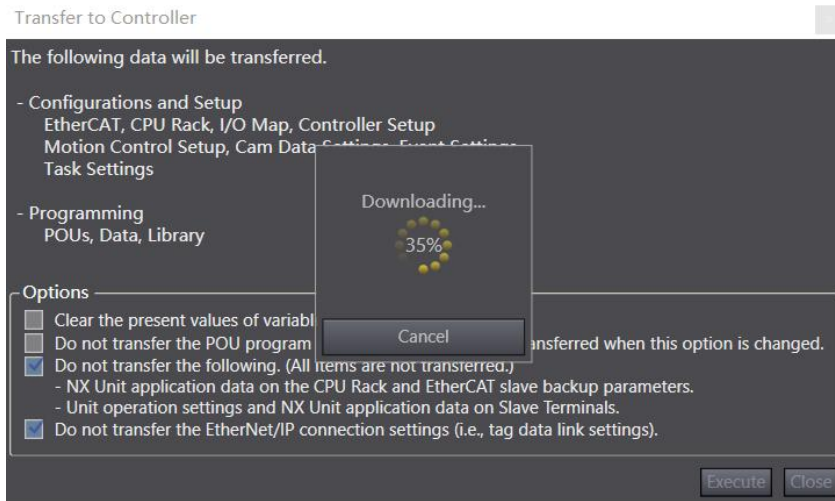 Transfer to Controller
The following data will be transferred.
- Configurations and Setup
EtherCAT, CPU Rack, I/O Map, Controller Setup
Motion Control Setup, Cam Data Settings, Event Settings
Task Settings
- Programming
POUs, Data, Library
Downloading...
35%
Cancel
Options
Clear the present values of variabl
Do not transfer the POU program
ansferred when this option is changed.
Do not transfer the following. (All items are not transferred.)
- NX Unit application data on the CPU Rack and EtherCAT slave backup parameters.
- Unit operation settings and NX Unit application data on Slave Terminals.
Do not transfer the EtherNet/IP connection settings (i.e., tag data link settings).
Execute
Close